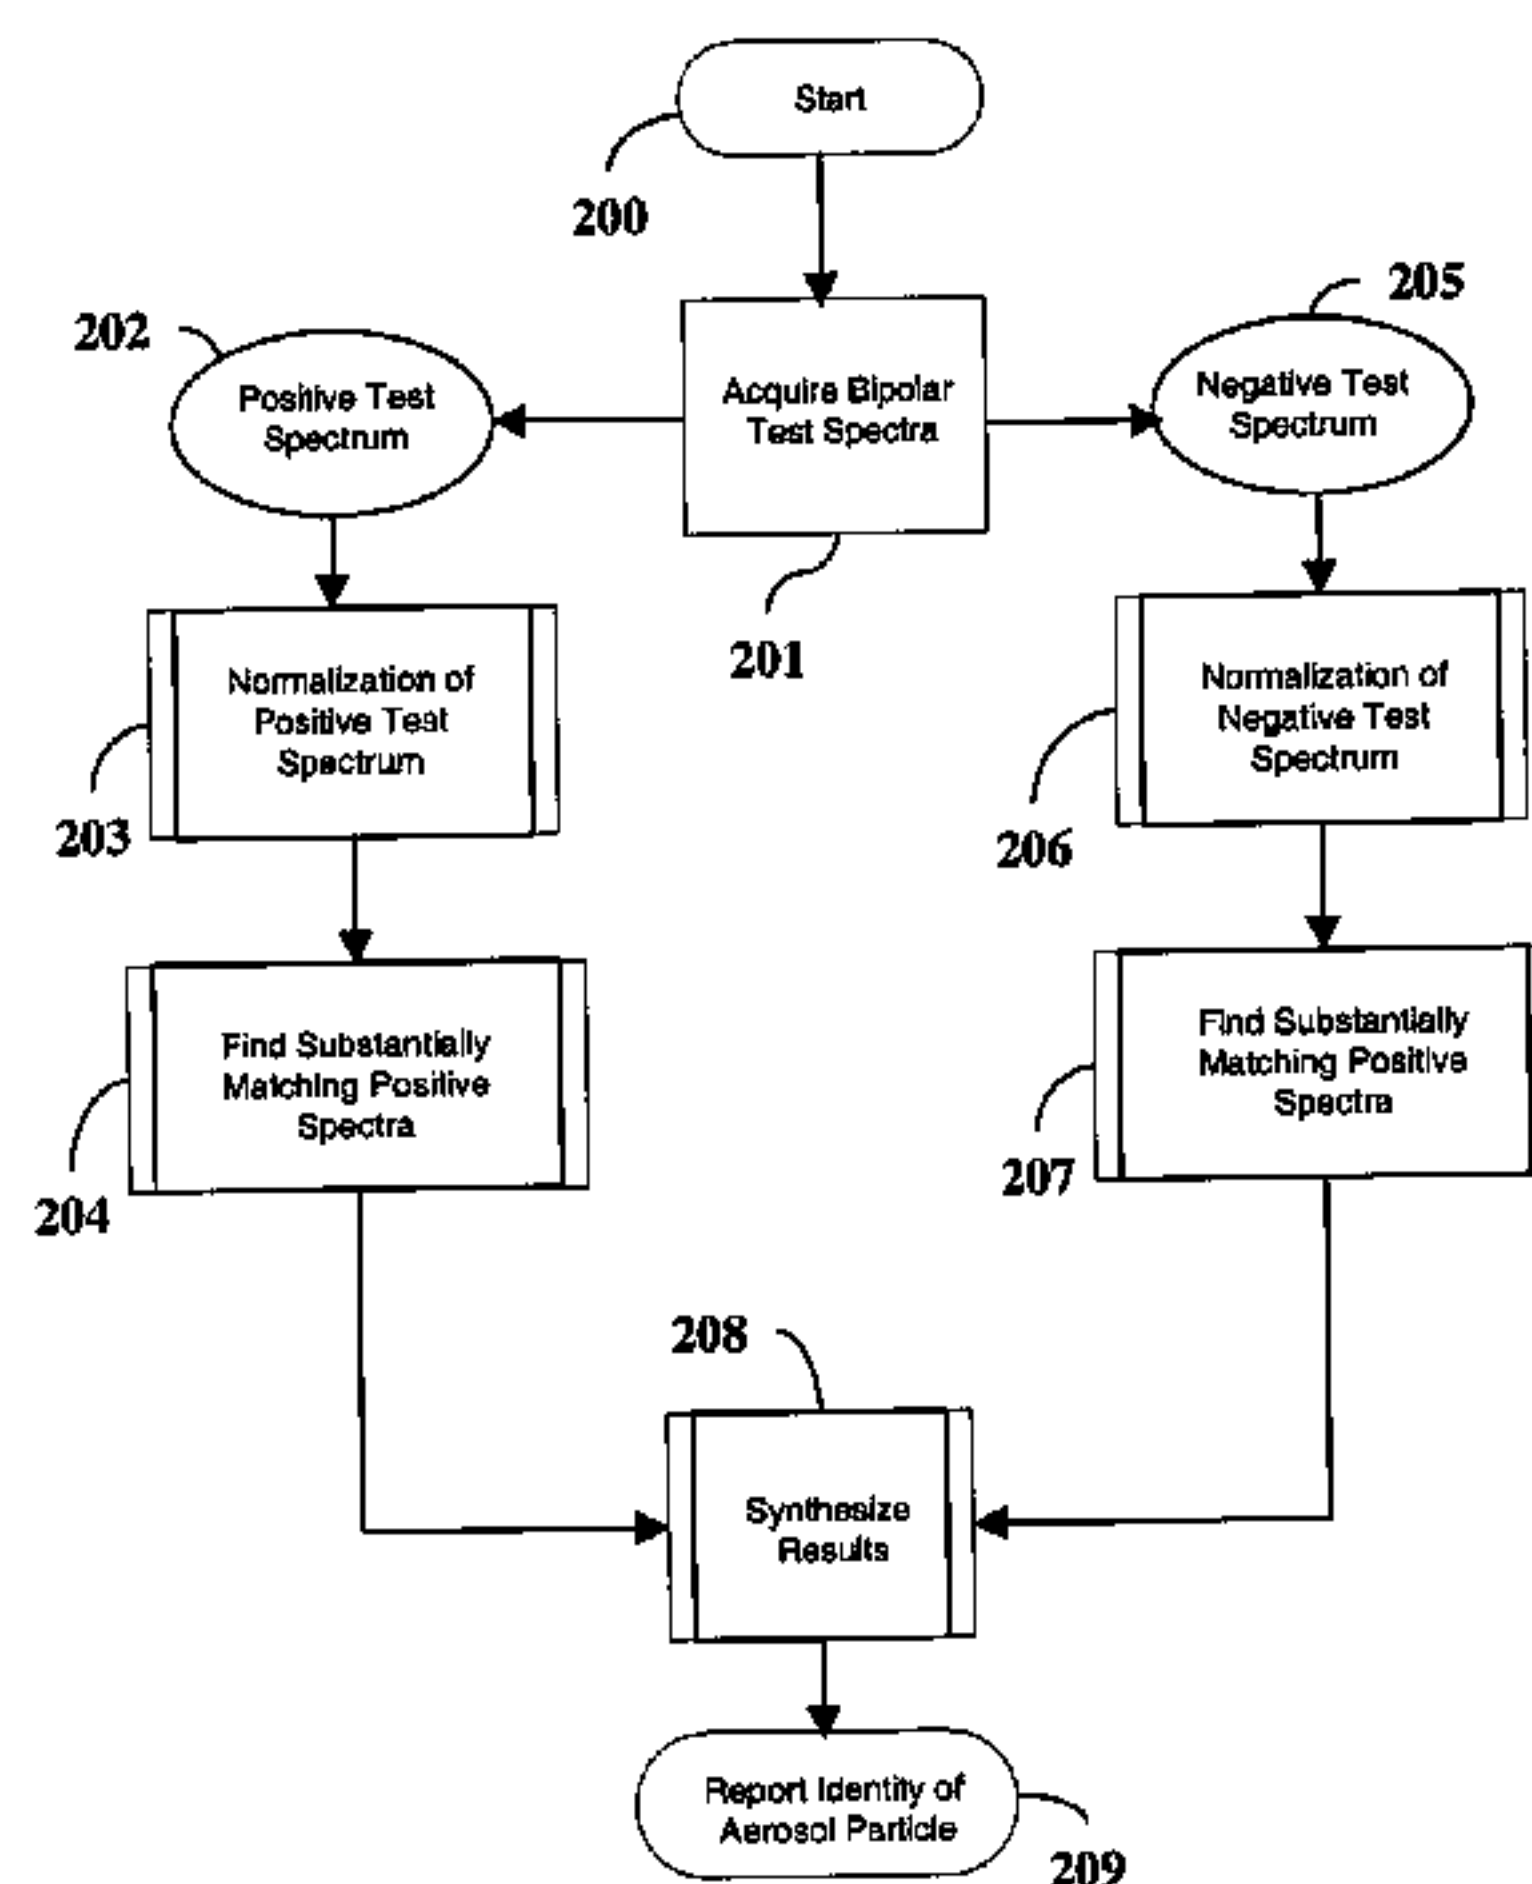 Start
200
205
202
Positive Test
Spectrum
Acquire Bipolar
Test Spectra
Negative Test
Spectrum
201
Normalization of
Positive Test
Spectrum
203
Normalization of
Negative Test
Spectrum
206
Find Substantially
Matching Positive
Spectra
204
Find Substantially
Matching Positive
Spectra
207
208
Synthesize
Results
Report Identity of
Aerosol Particle
209